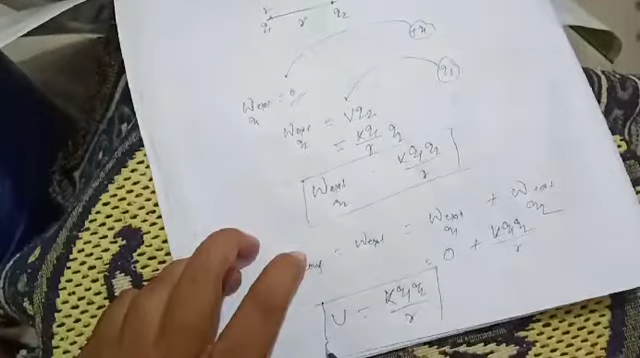 r
q₁ r q₂
q₁
W ext = 0
q₁
W ext = Vq₂
q₂
= Kq₁/r q₂
W ext = Kq₁q₂/r
q₂
= W ext = W ext + W ext
q₁ q₂
= 0 + Kq₁q₂/r
U = Kq₁q₂/r